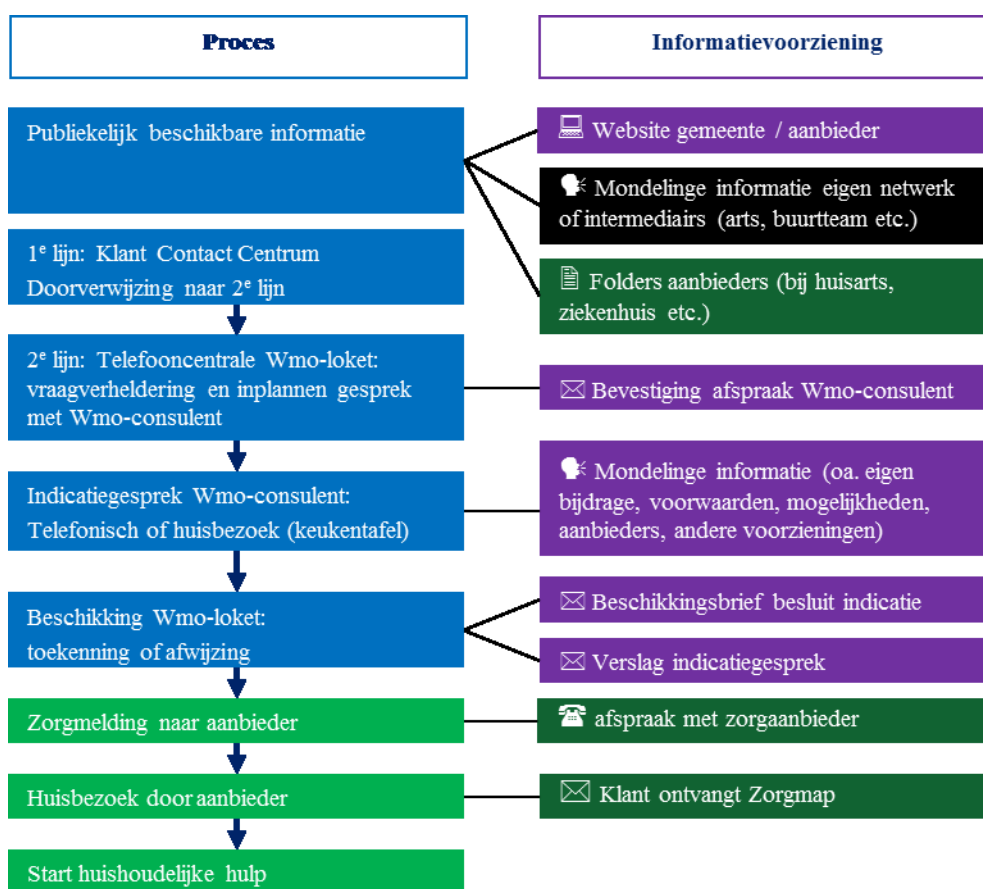 Proces
Informatievoorziening
Publiekelijk beschikbare informatie
Website gemeente / aanbieder
Mondelinge informatie eigen netwerk
of intermediairs (arts, buurtteam etc.)
Folders aanbieders (bij huisarts,
ziekenhuis etc.)
1e lijn: Klant Contact Centrum
Doorverwijzing naar 2e lijn
2e lijn: Telefooncentrale Wmo-loket:
vraagverheldering en inplannen gesprek
met Wmo-consulent
Bevestiging afspraak Wmo-consulent
Indicatiegesprek Wmo-consulent:
Telefonisch of huisbezoek (keukentafel)
Mondelinge informatie (oa. eigen
bijdrage, voorwaarden, mogelijkheden,
aanbieders, andere voorzieningen)
Beschikking Wmo-loket:
toekenning of afwijzing
Beschikkingsbrief besluit indicatie
Verslag indicatiegesprek
Zorgmelding naar aanbieder
afspraak met zorgaanbieder
Huisbezoek door aanbieder
Klant ontvangt Zorgmap
Start huishoudelijke hulp